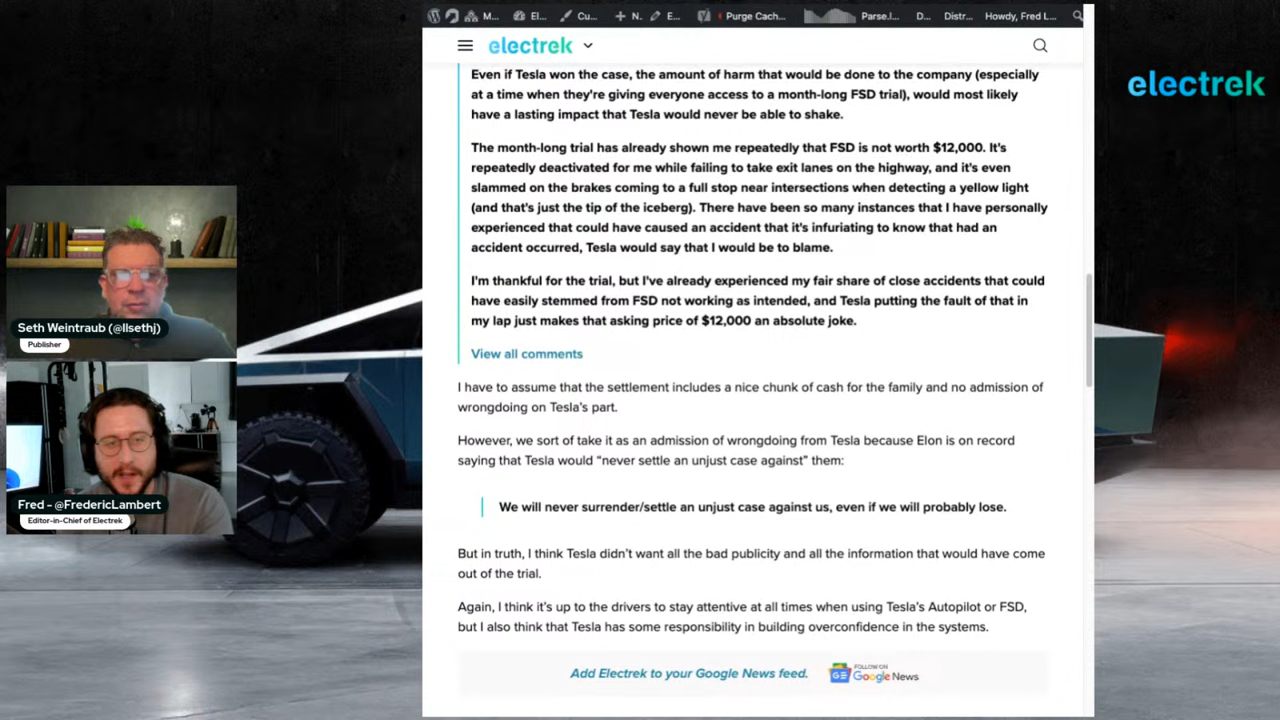 M...
El...
Cu...
N.
E...
Purge Cach...
Parse.l...
D...
Distr...
Howdy, Fred L...
electrek
electrek
Even if Tesla won the case, the amount of harm that would be done to the company (especially
at a time when they're giving everyone access to a month-long FSD trial), would most likely
have a lasting impact that Tesla would never be able to shake.
The month-long trial has already shown me repeatedly that FSD is not worth $12,000. It's
repeatedly deactivated for me while failing to take exit lanes on the highway, and it's even
slammed on the brakes coming to a full stop near intersections when detecting a yellow light
(and that's just the tip of the iceberg). There have been so many instances that I have personally
experienced that could have caused an accident that it's infuriating to know that had an
accident occurred, Tesla would say that I would be to blame.
I'm thankful for the trial, but I've already experienced my fair share of close accidents that could
have easily stemmed from FSD not working as intended, and Tesla putting the fault of that in
my lap just makes that asking price of $12,000 an absolute joke.
View all comments
I have to assume that the settlement includes a nice chunk of cash for the family and no admission of
wrongdoing on Tesla's part.
However, we sort of take it as an admission of wrongdoing from Tesla because Elon is on record
saying that Tesla would “never settle an unjust case against” them:
We will never surrender/settle an unjust case against us, even if we will probably lose.
But in truth, I think Tesla didn't want all the bad publicity and all the information that would have come
out of the trial.
Again, I think it's up to the drivers to stay attentive at all times when using Tesla's Autopilot or FSD,
but I also think that Tesla has some responsibility in building overconfidence in the systems.
Add Electrek to your Google News feed.
FOLLOW ON
GE Google News
Seth Weintraub (@llsethj)
Publisher
Fred - @FredericLambert
Editor-in-Chief of Electrek